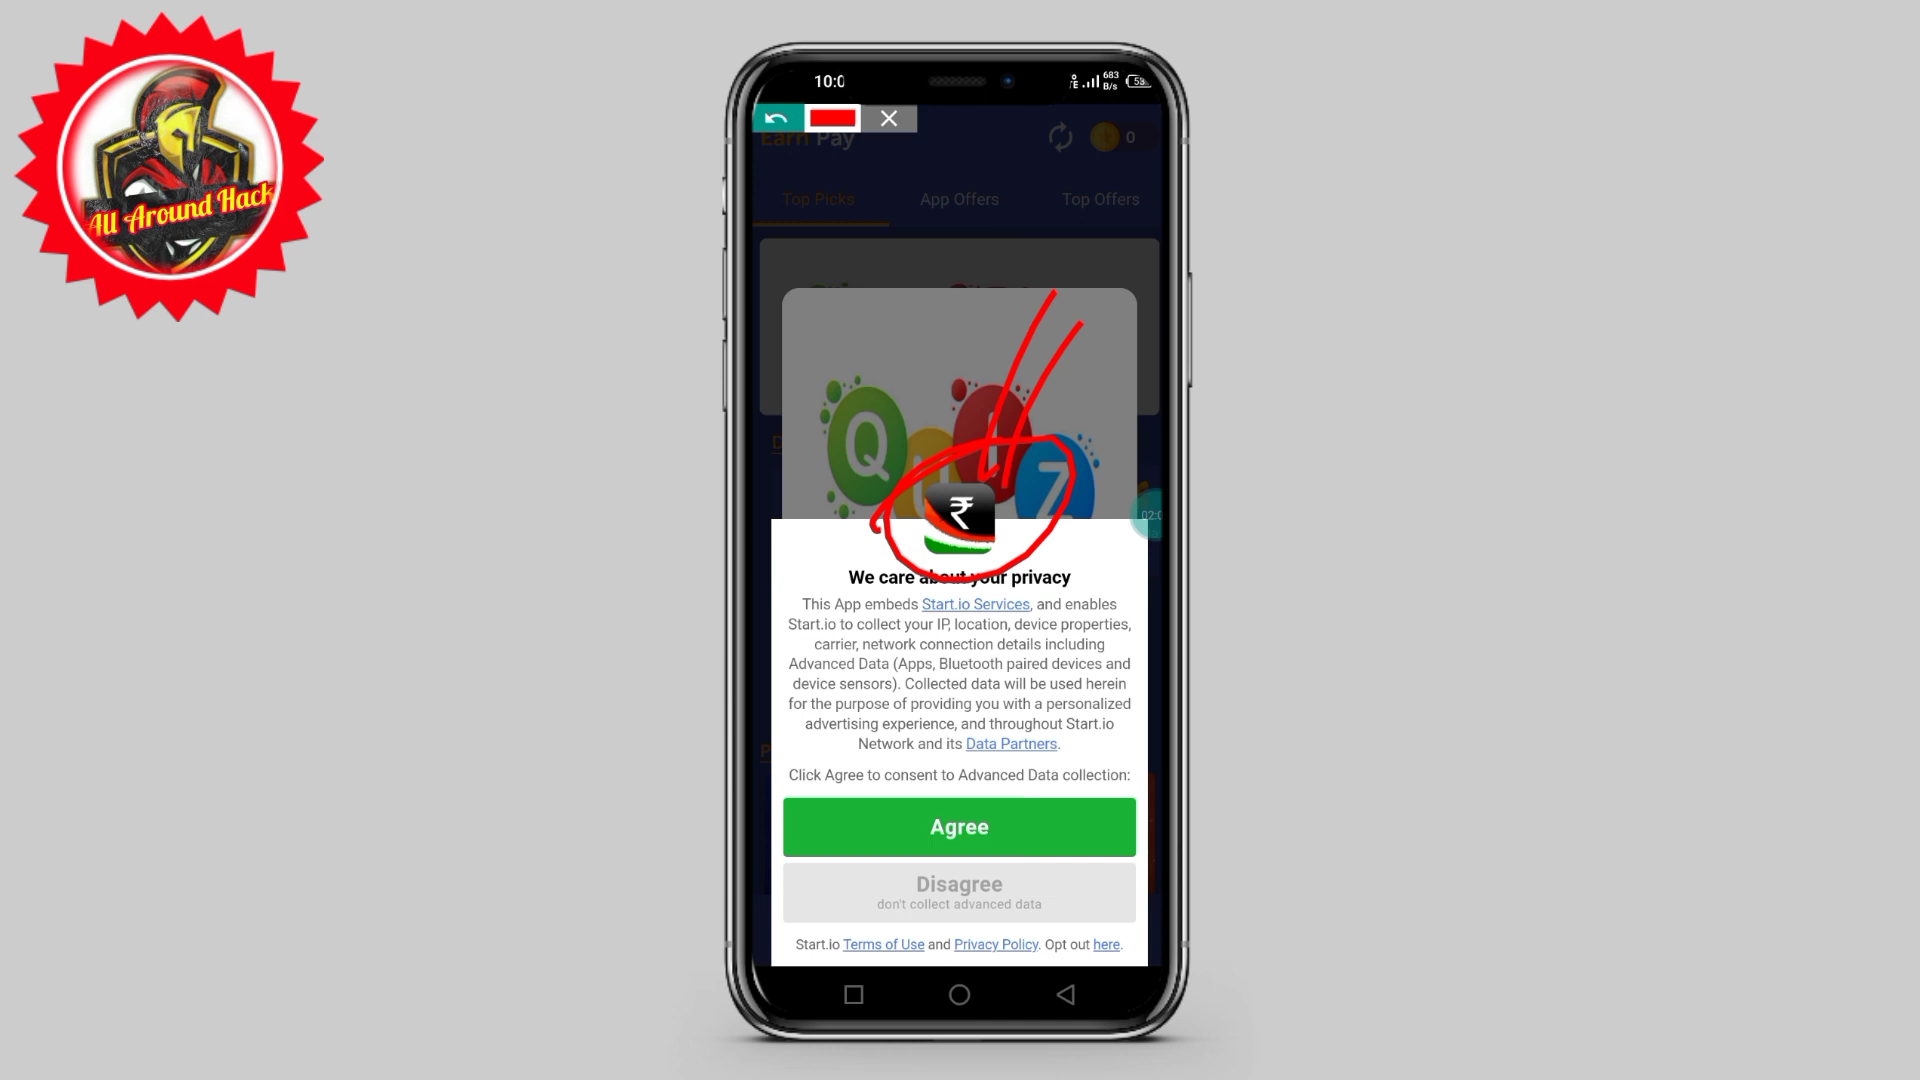 All Around Hack
10:0
683
B/s
53
Earn Pay
0
Top Picks
App Offers
Top Offers
QUIZ
02:0
₹
We care about your privacy
This App embeds Start.io Services, and enables
Start.io to collect your IP, location, device properties,
carrier, network connection details including
Advanced Data (Apps, Bluetooth paired devices and
device sensors). Collected data will be used herein
for the purpose of providing you with a personalized
advertising experience, and throughout Start.io
Network and its Data Partners.
Click Agree to consent to Advanced Data collection:
Agree
Disagree
don't collect advanced data
Start.io Terms of Use and Privacy Policy. Opt out here.